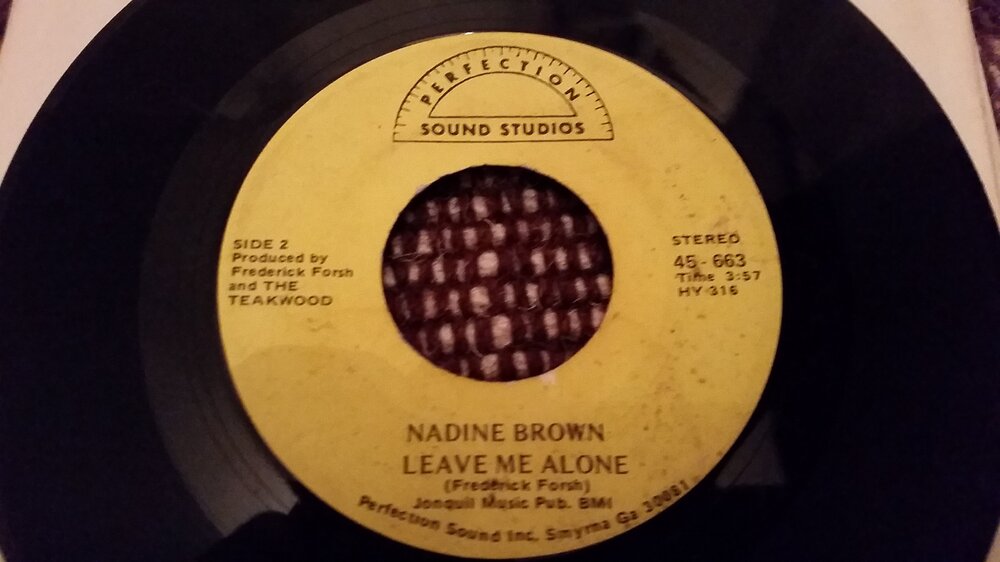 PERFECTION
SOUND STUDIOS
SIDE 2
Produced by
Frederick Forsh
and THE
TEAKWOOD
STEREO
45-663
Time 3:57
HY-316
NADINE BROWN
LEAVE ME ALONE
(Frederick Forsh)
Jonquil Music Pub. BMI
Perfection Sound Inc. Smyrna Ga 30081